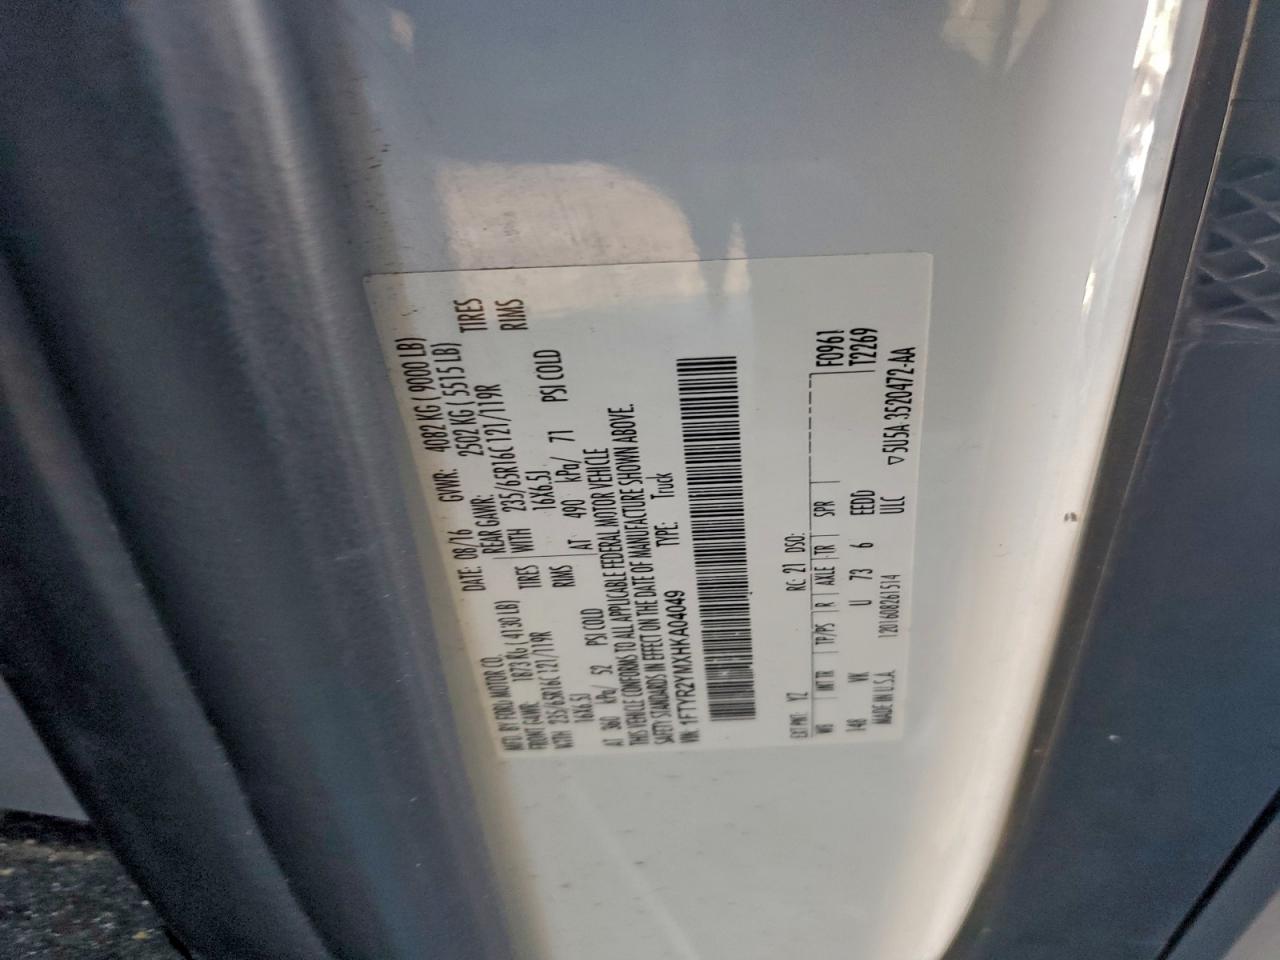 MFD. BY FORD MOTOR CO. DATE: 08/16 GVWR: 4082 KG ( 9000 LB)
FRONT GAWR: 1873 KG ( 4130 LB) REAR GAWR: 2502 KG ( 5515 LB)
WITH 235/65R16C 121/119R TIRES WITH 235/65R16C 121/119R TIRES
16X6.5J RIMS 16X6.5J RIMS
AT 360 kPa/ 52 PSI COLD AT 490 kPa/ 71 PSI COLD
THIS VEHICLE CONFORMS TO ALL APPLICABLE FEDERAL MOTOR VEHICLE
SAFETY STANDARDS IN EFFECT ON THE DATE OF MANUFACTURE SHOWN ABOVE.
VIN: 1FTYR2YMXHKA04049 TYPE: Truck
EXT PNT: YZ RC: 21 DSO: F0961
WB INT TR TP/PS R AXLE TR SPR T2269
148 VK U 73 6 EEDD
MADE IN U.S.A. 1201608261514 ULC ▽5U5A 3520472-AA